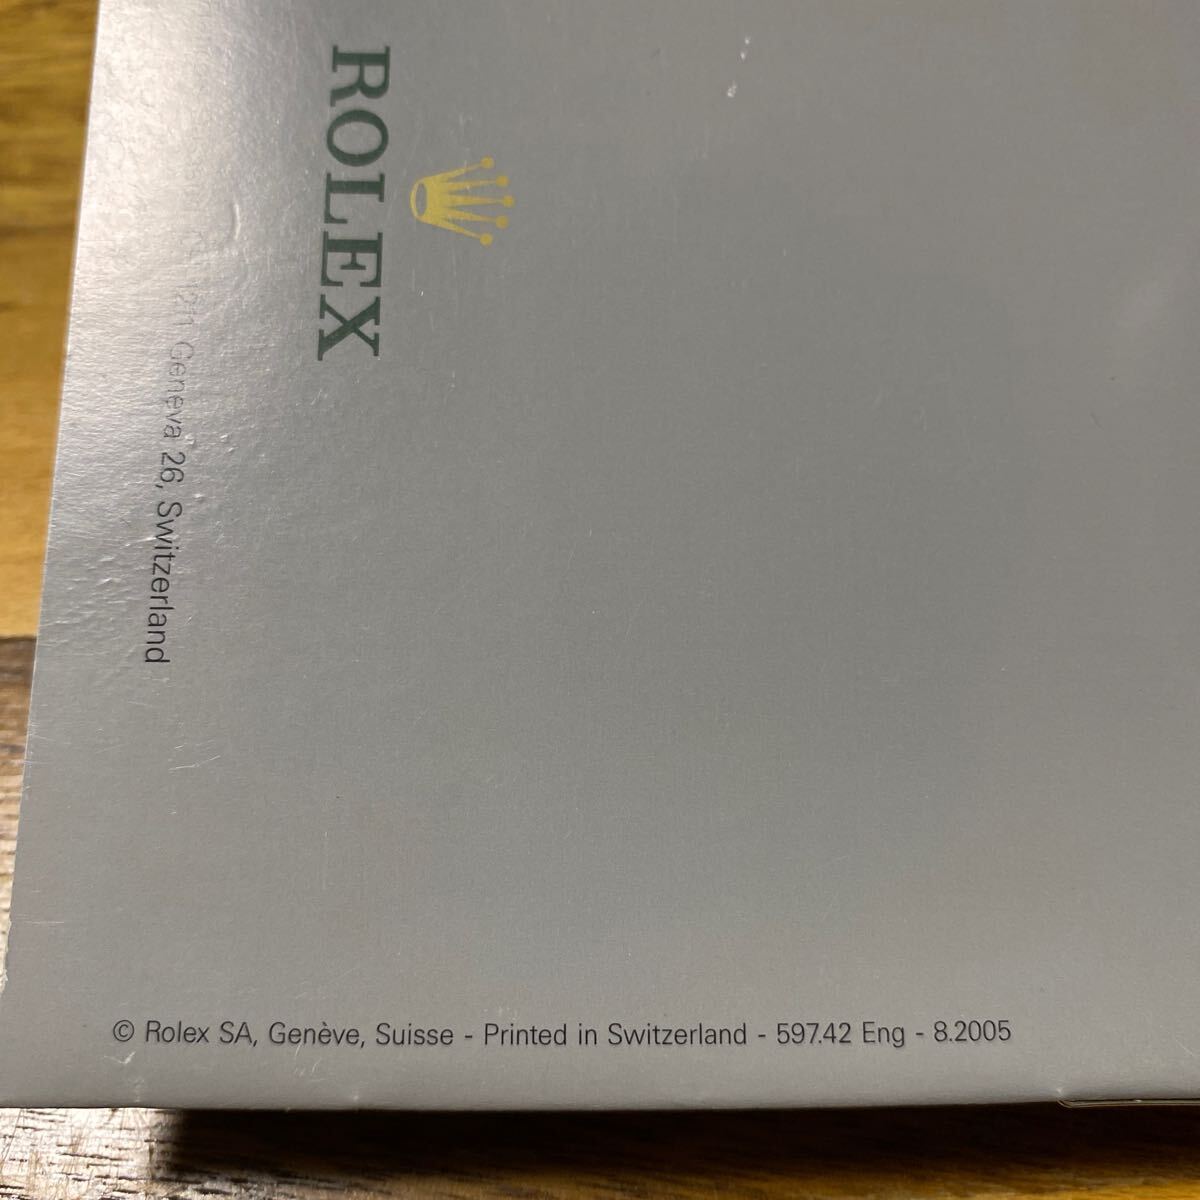 ROLEX
Geneva 26, Switzerland
© Rolex SA, Genève, Suisse - Printed in Switzerland - 597.42 Eng - 8.2005